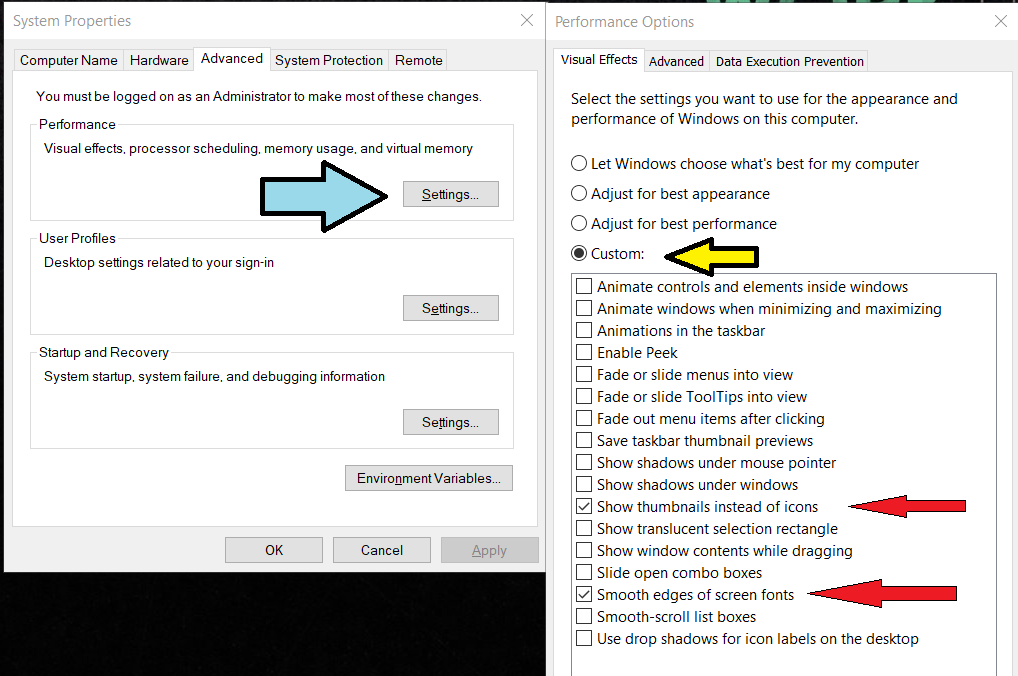 System Properties
Computer Name
Hardware
Advanced
System Protection
Remote
You must be logged on as an Administrator to make most of these changes.
Performance
Visual effects, processor scheduling, memory usage, and virtual memory
Settings...
User Profiles
Desktop settings related to your sign-in
Settings...
Startup and Recovery
System startup, system failure, and debugging information
Settings...
Environment Variables...
OK
Cancel
Apply
Performance Options
Visual Effects
Advanced
Data Execution Prevention
Select the settings you want to use for the appearance and
performance of Windows on this computer.
Let Windows choose what's best for my computer
Adjust for best appearance
Adjust for best performance
Custom:
Animate controls and elements inside windows
Animate windows when minimizing and maximizing
Animations in the taskbar
Enable Peek
Fade or slide menus into view
Fade or slide ToolTips into view
Fade out menu items after clicking
Save taskbar thumbnail previews
Show shadows under mouse pointer
Show shadows under windows
Show thumbnails instead of icons
Show translucent selection rectangle
Show window contents while dragging
Slide open combo boxes
Smooth edges of screen fonts
Smooth-scroll list boxes
Use drop shadows for icon labels on the desktop